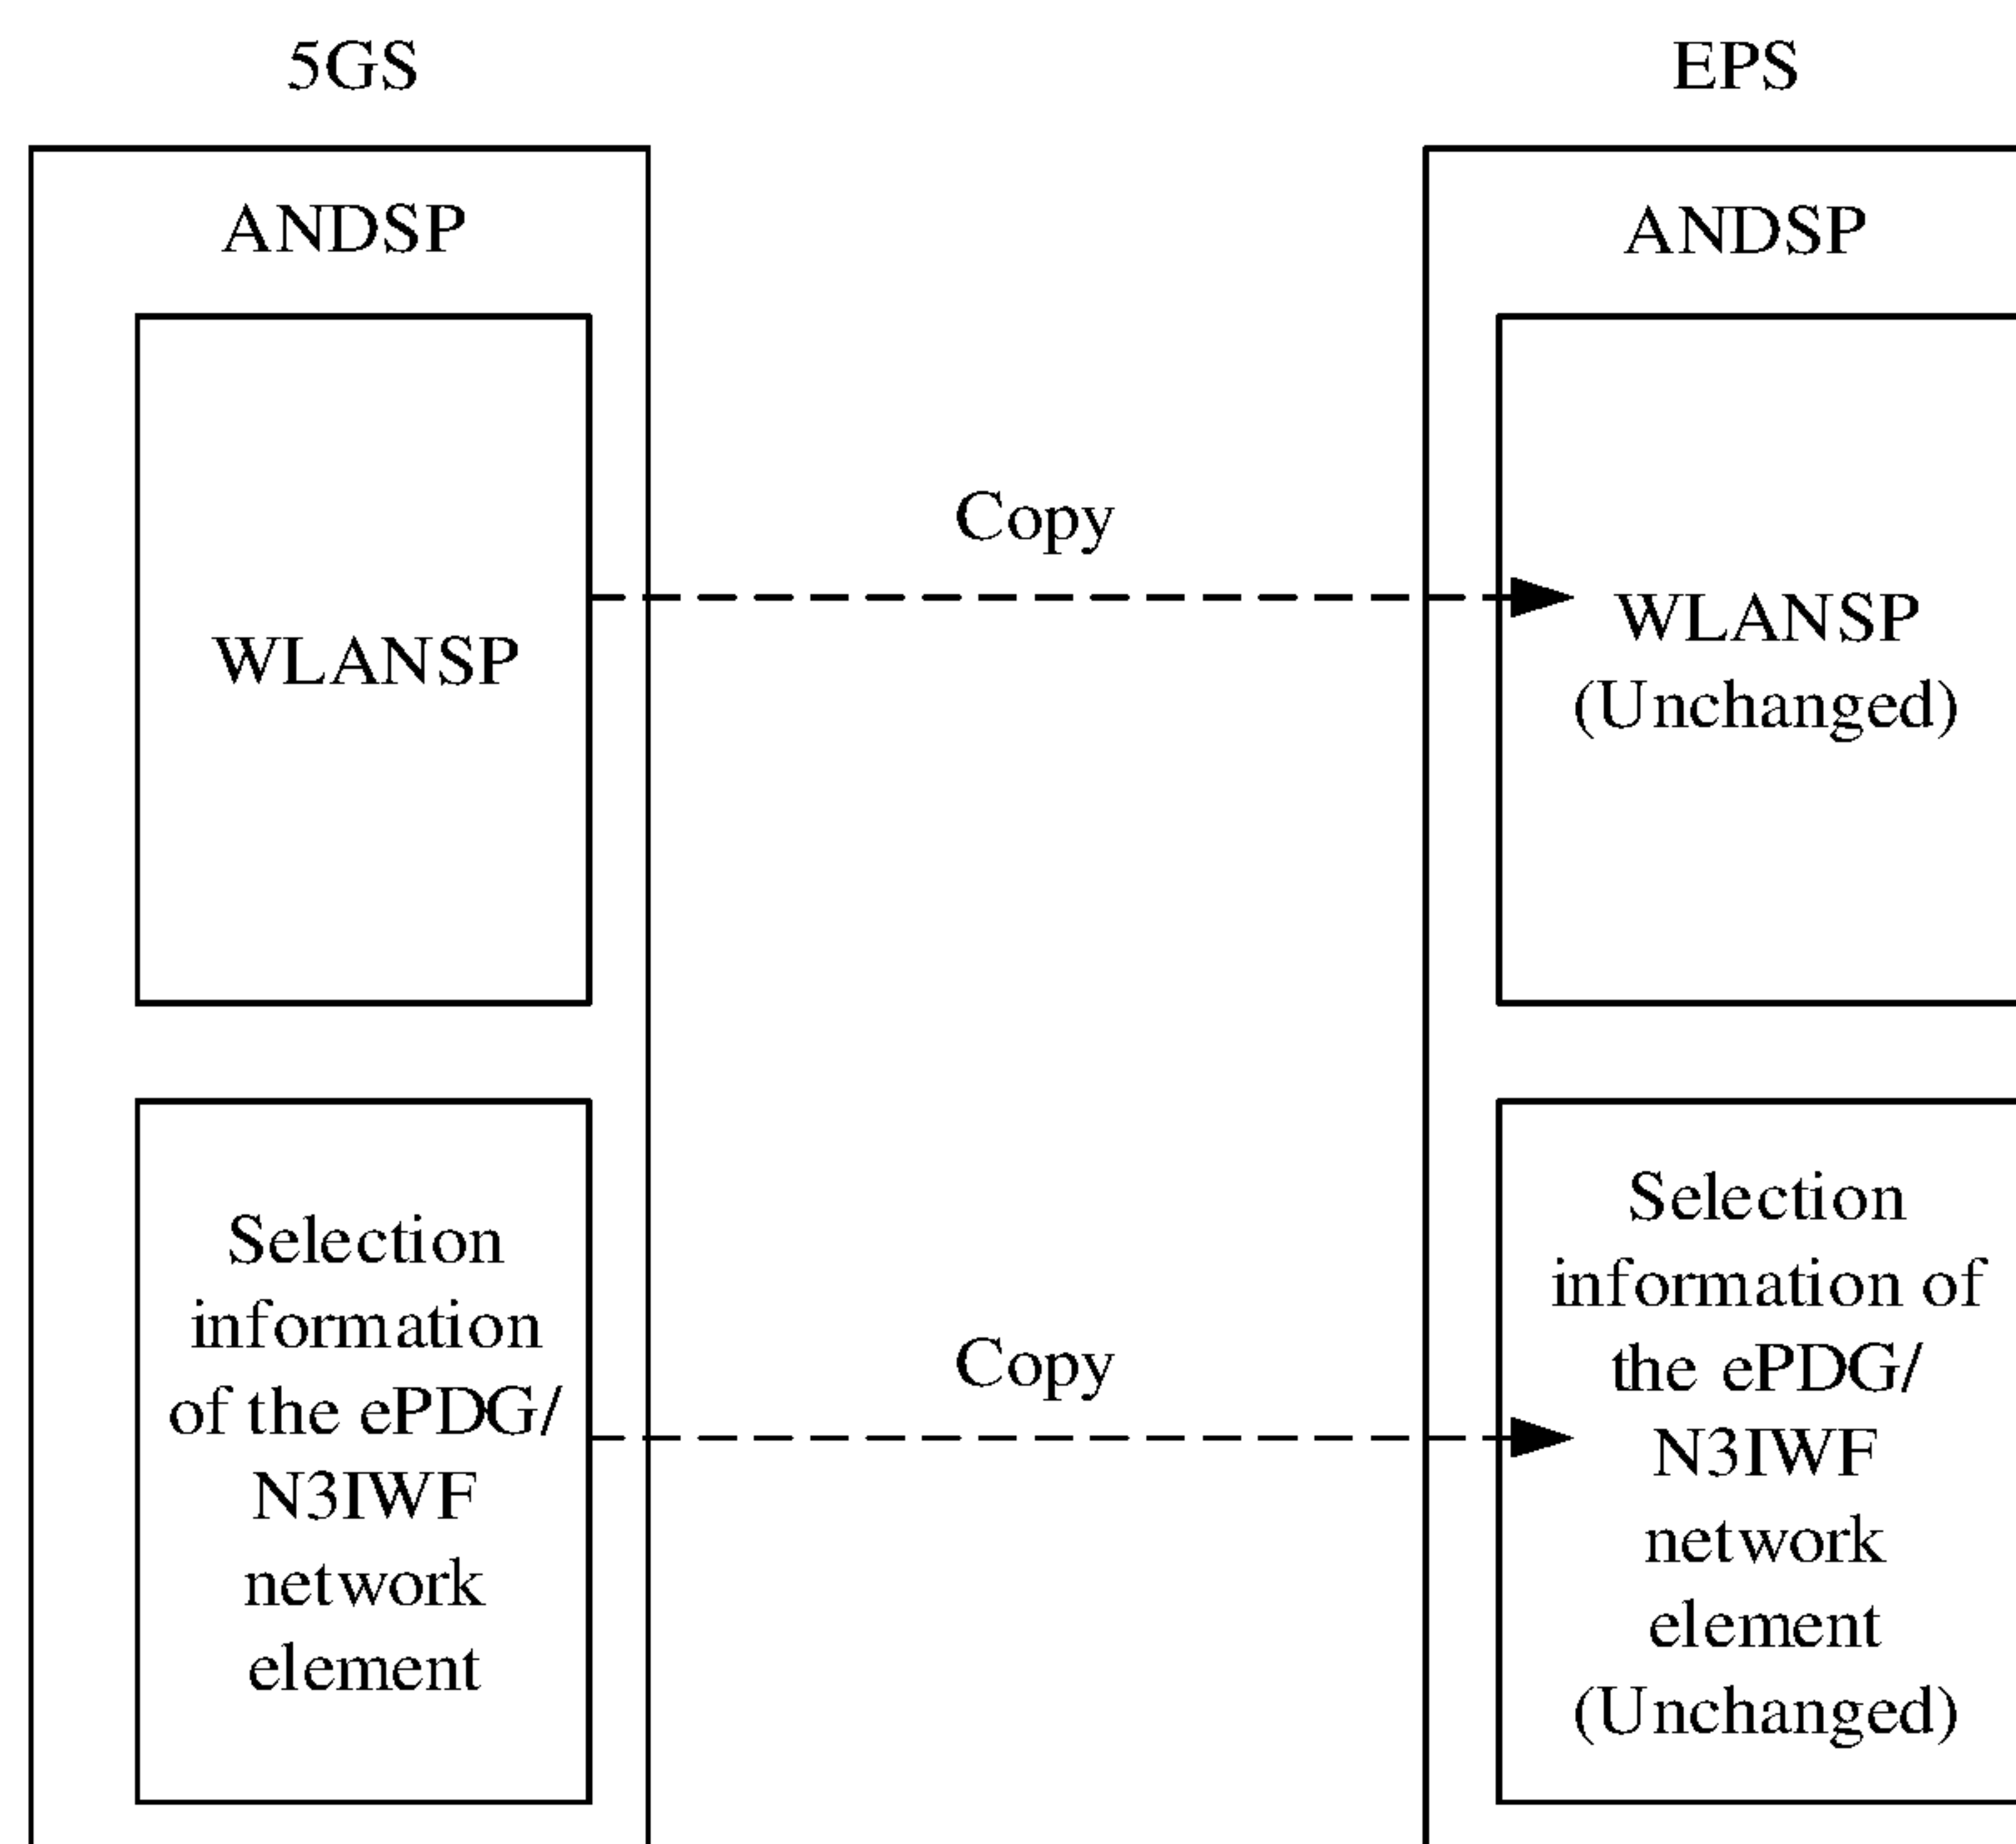 5GS
ANDSP
WLANSP
Selection
information
of the ePDG/
N3IWF
network
element
Copy
Copy
EPS
ANDSP
WLANSP
(Unchanged)
Selection
information of
the ePDG/
N3IWF
network
element
(Unchanged)